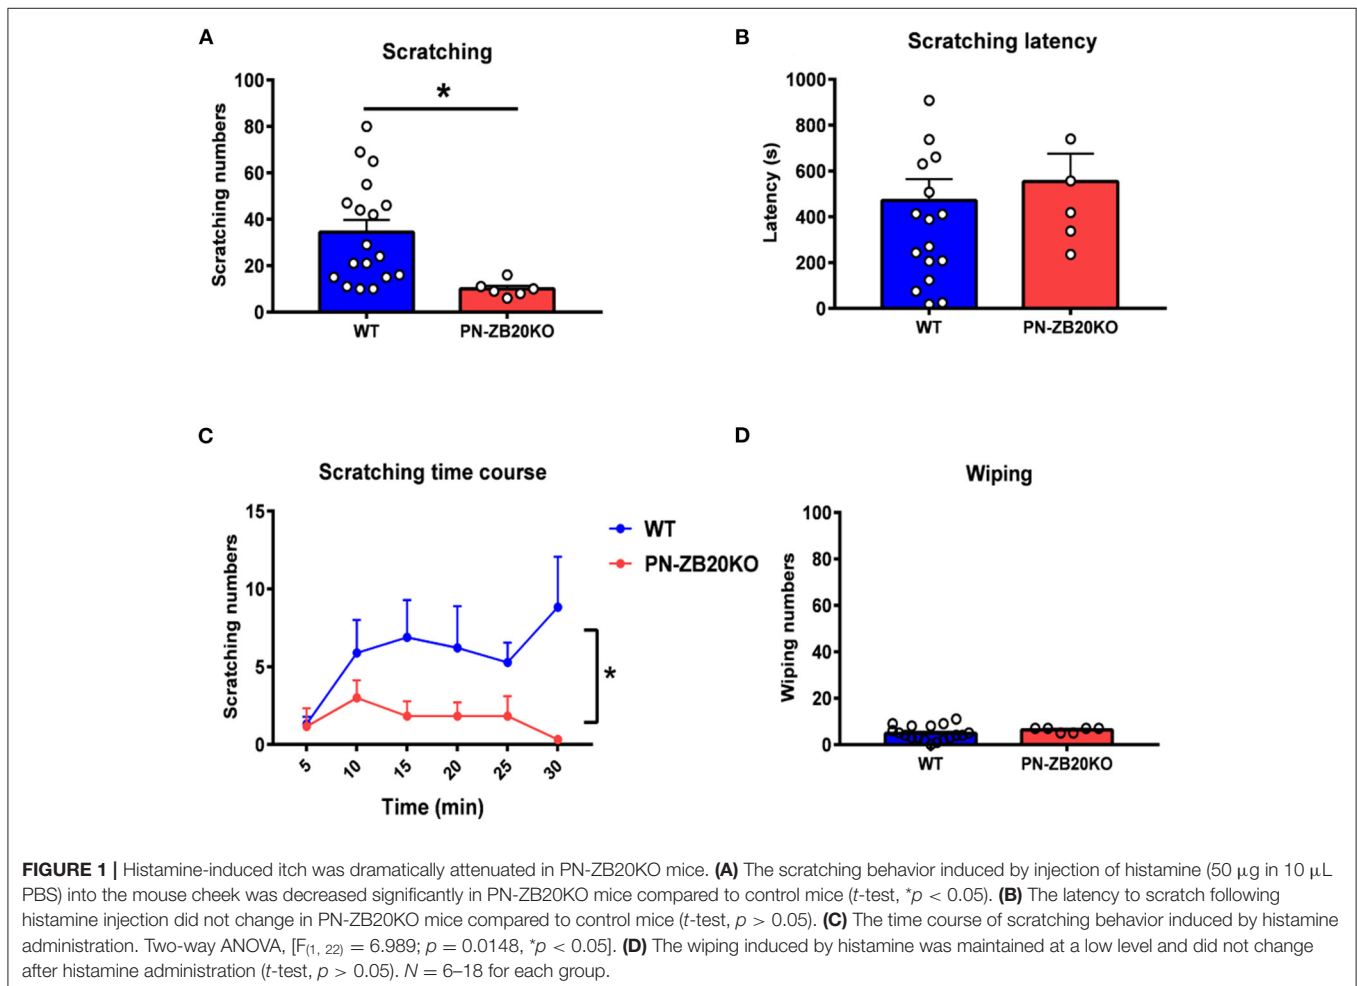 A
Scratching
Scratching numbers
100
80
60
40
20
0
*
WT
PN-ZB20KO
B
Scratching latency
Latency (s)
1000
800
600
400
200
0
WT
PN-ZB20KO
C
Scratching time course
Scratching numbers
15
10
5
0
5
10
15
20
25
30
Time (min)
WT
PN-ZB20KO
*
D
Wiping
Wiping numbers
100
80
60
40
20
0
WT
PN-ZB20KO
FIGURE 1 | Histamine-induced itch was dramatically attenuated in PN-ZB20KO mice. (A) The scratching behavior induced by injection of histamine (50 μg in 10 μL
PBS) into the mouse cheek was decreased significantly in PN-ZB20KO mice compared to control mice (t-test, *p < 0.05). (B) The latency to scratch following
histamine injection did not change in PN-ZB20KO mice compared to control mice (t-test, p > 0.05). (C) The time course of scratching behavior induced by histamine
administration. Two-way ANOVA, [F(1, 22) = 6.989; p = 0.0148, *p < 0.05]. (D) The wiping induced by histamine was maintained at a low level and did not change
after histamine administration (t-test, p > 0.05). N = 6–18 for each group.